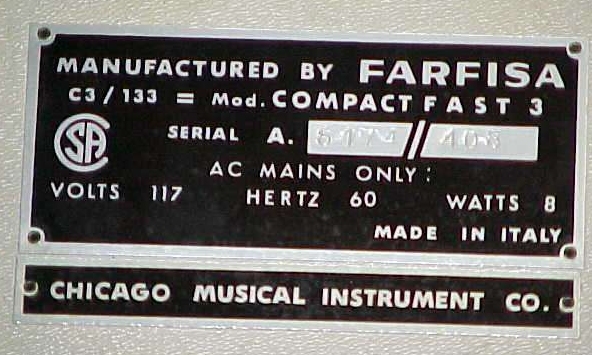 MANUFACTURED BY FARFISA
C3/133 = Mod. COMPACT FAST 3
SA SERIAL A. //
AC MAINS ONLY:
VOLTS 117 HERTZ 60 WATTS 8
MADE IN ITALY
CHICAGO MUSICAL INSTRUMENT CO.